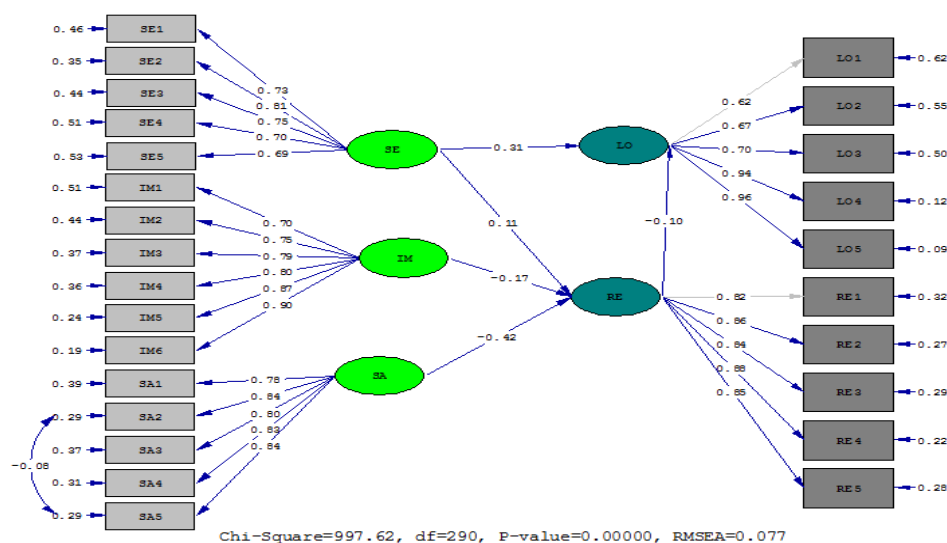 0.46 SE1
0.35 SE2
0.44 SE3
0.51 SE4
0.53 SE5
0.51 IM1
0.44 IM2
0.37 IM3
0.36 IM4
0.24 IM5
0.19 IM6
0.39 SA1
0.29 SA2
0.37 SA3
0.31 SA4
0.29 SA5
-0.08
0.73
0.81
0.75
0.70
0.69
0.70
0.75
0.79
0.80
0.87
0.90
0.78
0.84
0.80
0.83
0.84
SE
IM
SA
0.31
0.11
-0.17
-0.42
-0.10
LO
RE
0.62
0.67
0.70
0.94
0.96
0.82
0.86
0.84
0.88
0.85
LO1 0.62
LO2 0.55
LO3 0.50
LO4 0.12
LO5 0.09
RE1 0.32
RE2 0.27
RE3 0.29
RE4 0.22
RE5 0.28
Chi-Square=997.62, df=290, P-value=0.00000, RMSEA=0.077